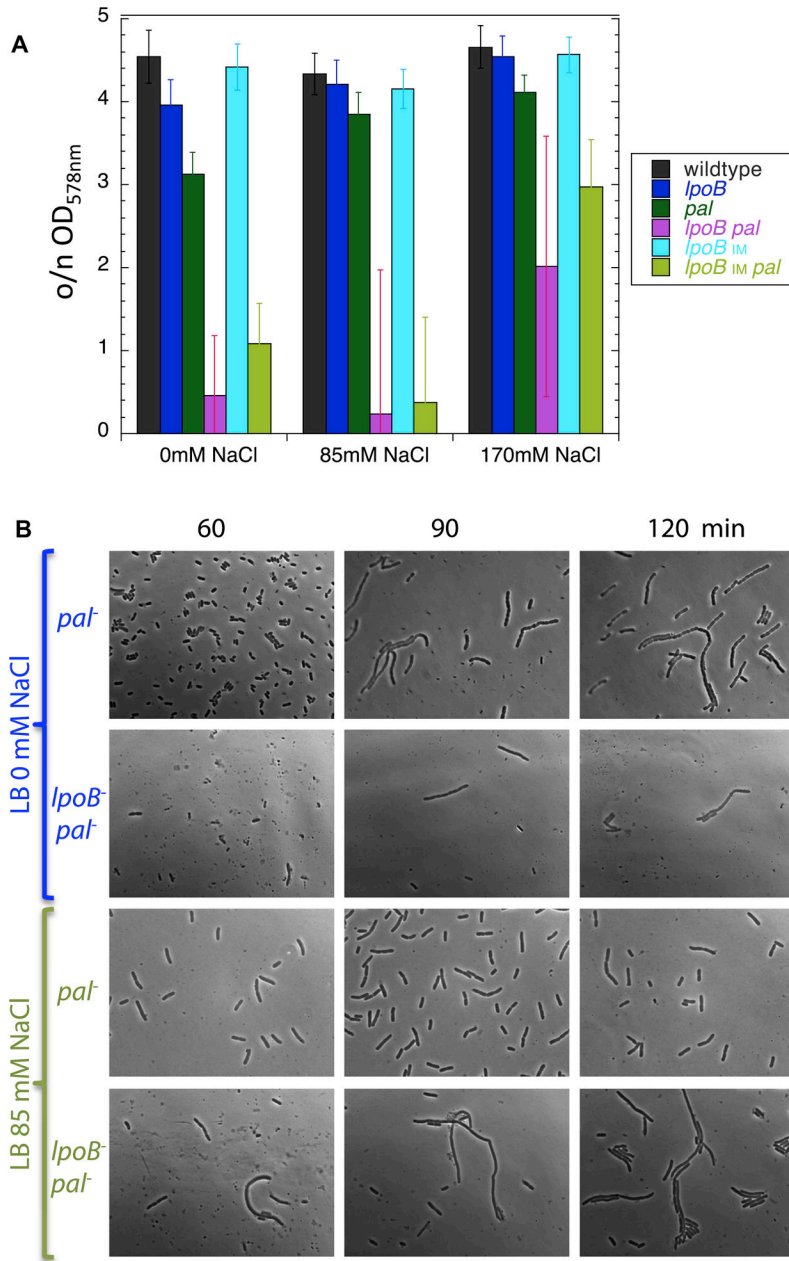 A
5
4
3
2
1
0
o/n OD578nm
0mM NaCl
85mM NaCl
170mM NaCl
wildtype
lpoB
pal
lpoB pal
lpoB IM
lpoB IM pal
B
60 90 120 min
LB 0 mM NaCl
pal-
lpoB-
pal-
LB 85 mM NaCl
pal-
lpoB-
pal-